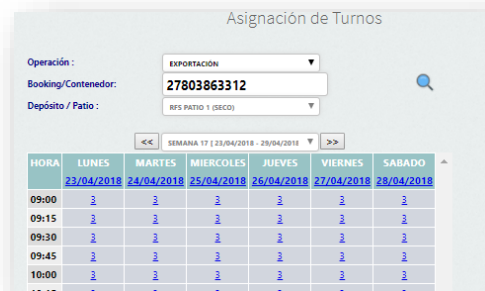 Asignación de Turnos
Operación :
EXPORTACIÓN
Booking/Contenedor:
27803863312
Depósito / Patio :
RFS PATIO 1 (SECO)
<< SEMANA 17 [ 23/04/2018 - 29/04/2018 >>
HORA LUNES MARTES MIERCOLES JUEVES VIERNES SABADO
23/04/2018 24/04/2018 25/04/2018 26/04/2018 27/04/2018 28/04/2018
09:00 3 3 3 3 3 3
09:15 3 3 3 3 3 3
09:30 3 3 3 3 3 3
09:45 3 3 3 3 3 3
10:00 3 3 3 3 3 3